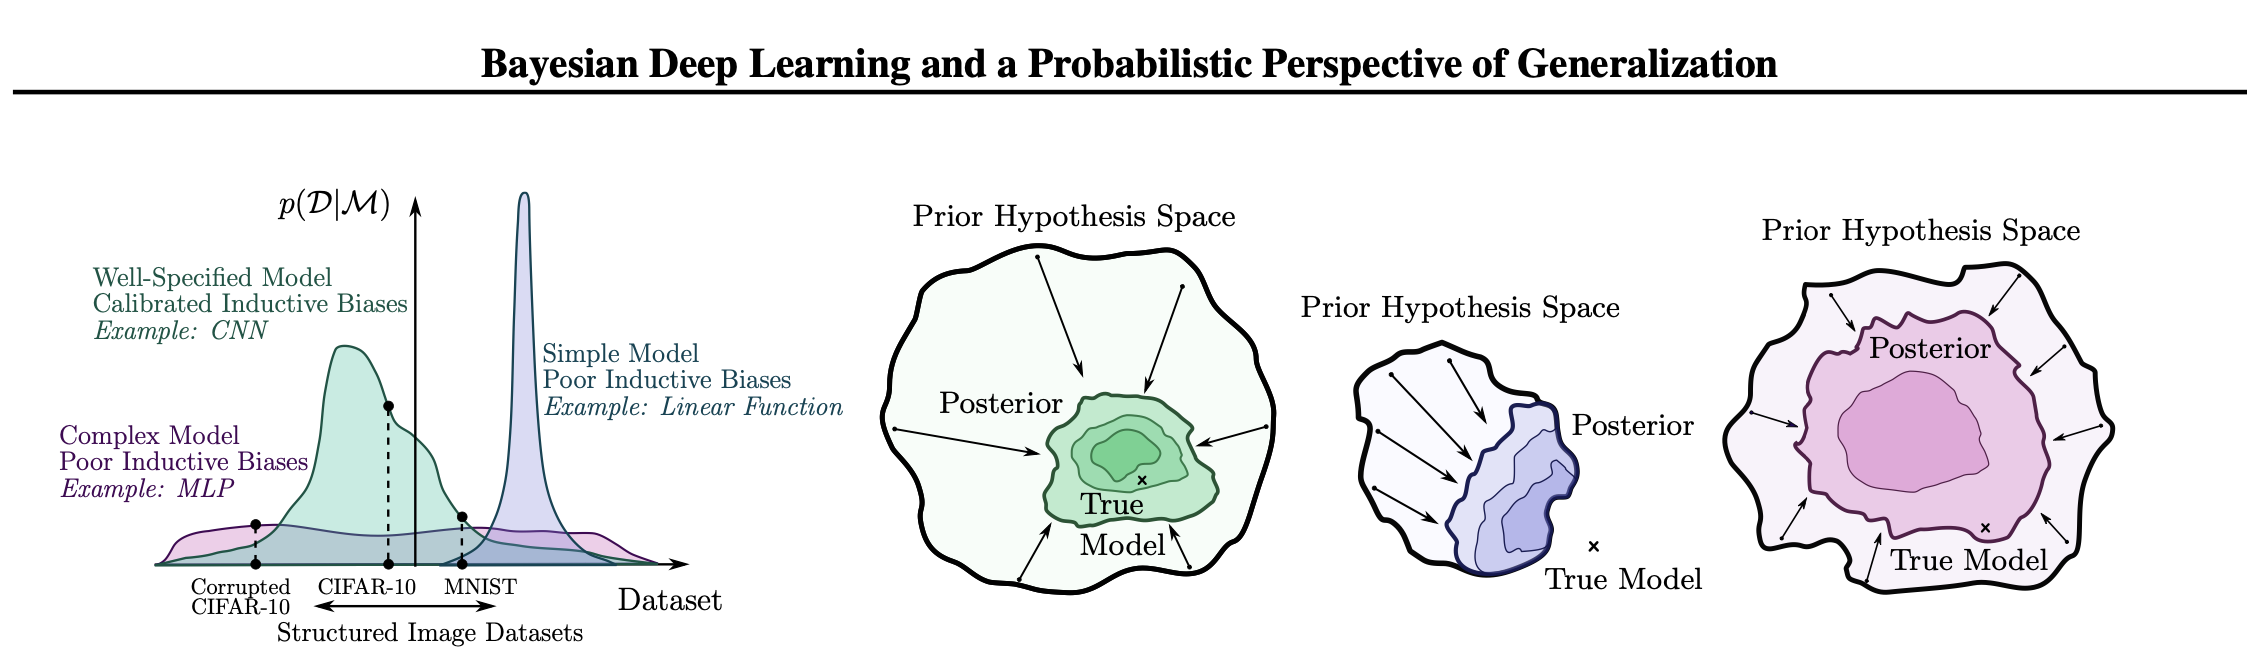 Bayesian Deep Learning and a Probabilistic Perspective of Generalization
p(D|M)
Well-Specified Model
Calibrated Inductive Biases
Example: CNN
Simple Model
Poor Inductive Biases
Example: Linear Function
Complex Model
Poor Inductive Biases
Example: MLP
Corrupted
CIFAR-10
CIFAR-10
MNIST
Dataset
Structured Image Datasets
Prior Hypothesis Space
Posterior
True
Model
Prior Hypothesis Space
Posterior
True Model
Prior Hypothesis Space
Posterior
True Model